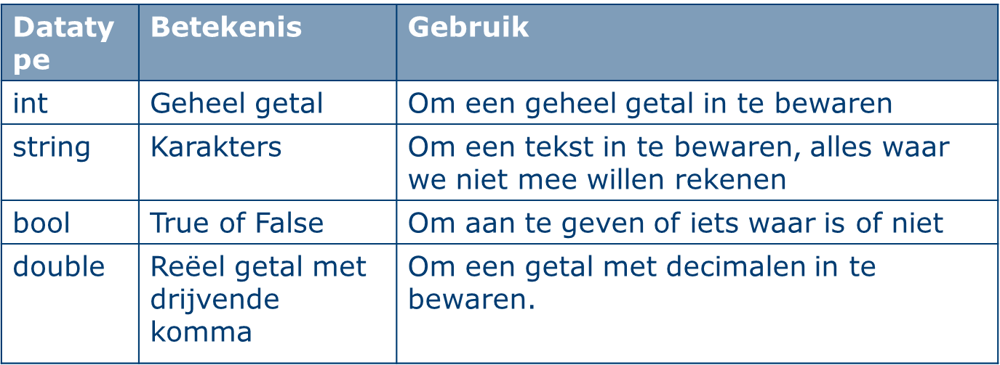 Dataty
pe
Betekenis
Gebruik
int
Geheel getal
Om een geheel getal in te bewaren
string
Karakters
Om een tekst in te bewaren, alles waar
we niet mee willen rekenen
bool
True of False
Om aan te geven of iets waar is of niet
double
Reëel getal met
drijvende
komma
Om een getal met decimalen in te
bewaren.